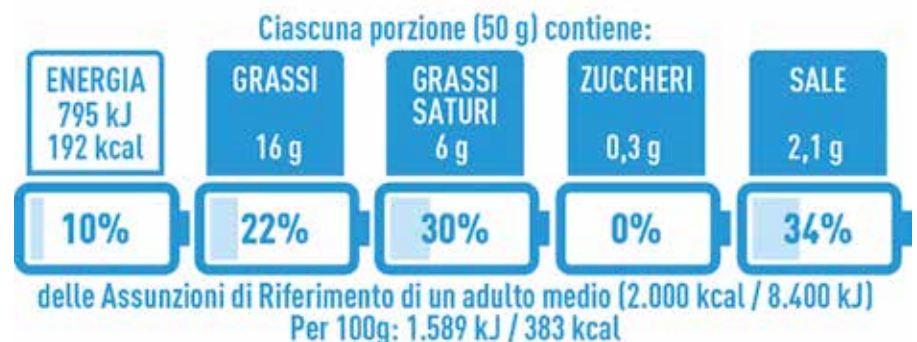 Ciascuna porzione (50 g) contiene:
ENERGIA
795 kJ
192 kcal
GRASSI
16 g
GRASSI
SATURI
6 g
ZUCCHERI
0,3 g
SALE
2,1 g
10%
22%
30%
0%
34%
delle Assunzioni di Riferimento di un adulto medio (2.000 kcal / 8.400 kJ)
Per 100g: 1.589 kJ / 383 kcal